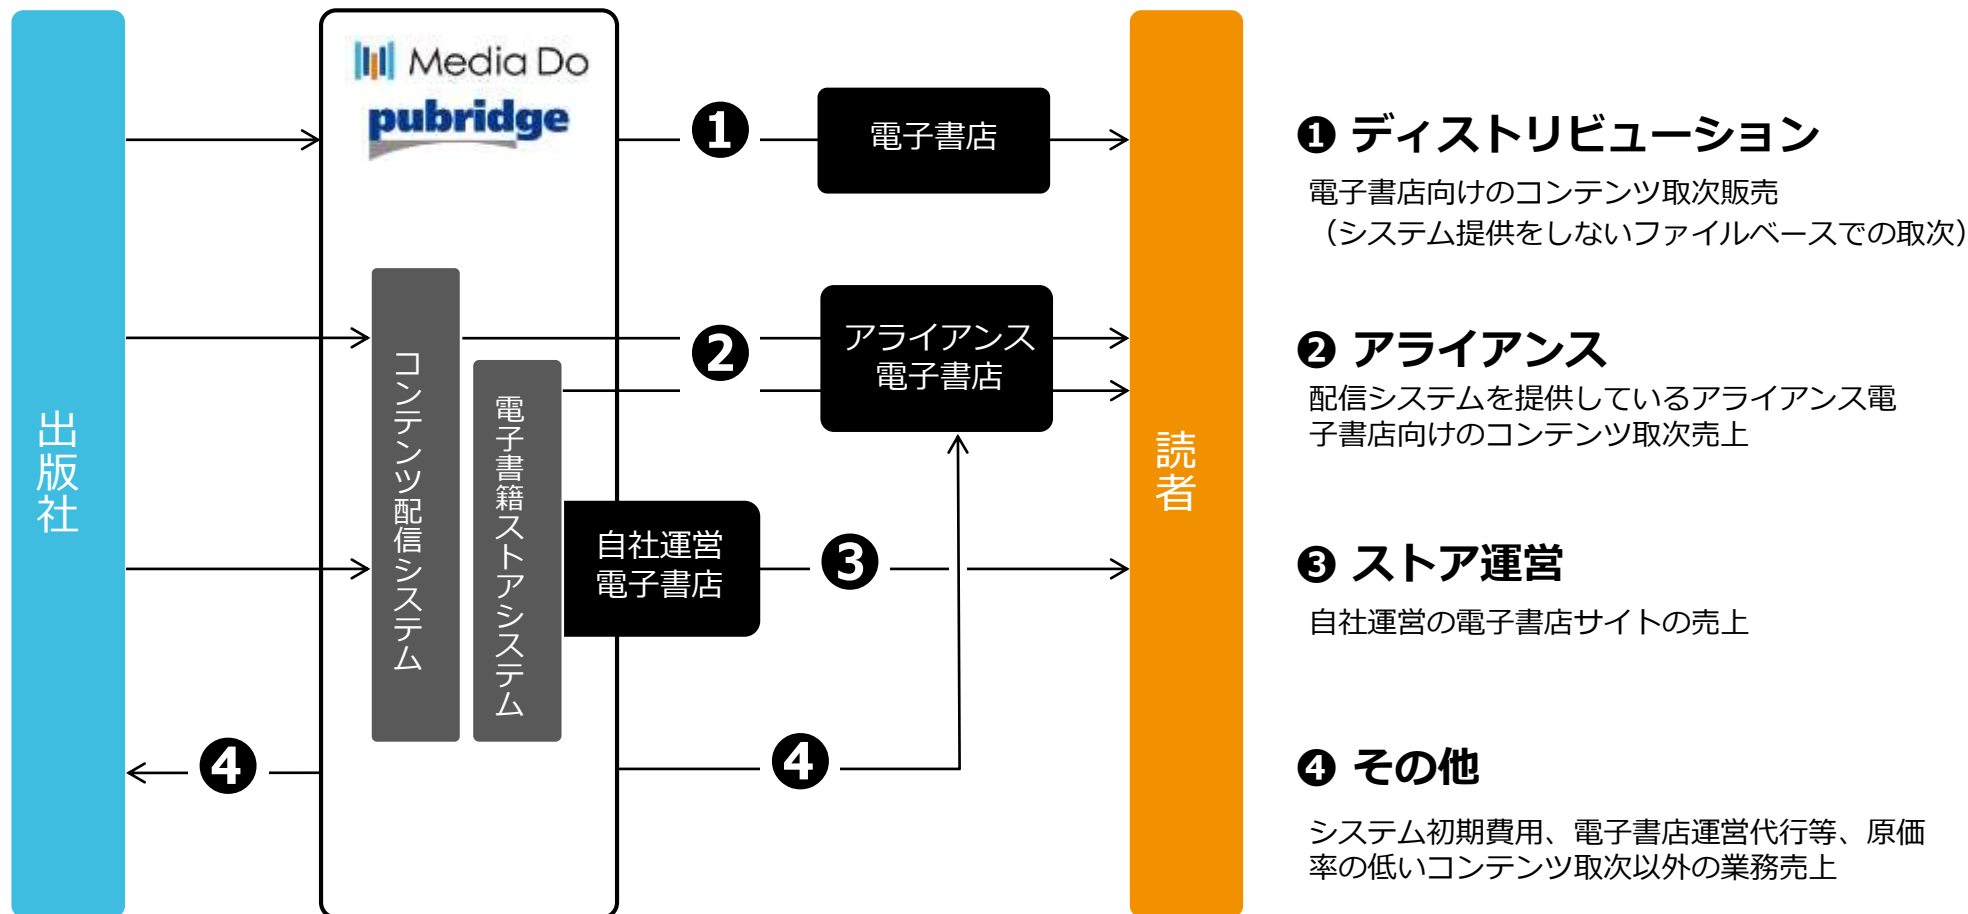 出版社
Media Do
pubridge
コンテンツ配信システム
電子書籍ストアシステム
❶
電子書店
❷
アライアンス
電子書店
自社運営
電子書店
❸
❹
❹
読者
❶ ディストリビューション
電子書店向けのコンテンツ取次販売
（システム提供をしないファイルベースでの取次）
❷ アライアンス
配信システムを提供しているアライアンス電
子書店向けのコンテンツ取次売上
❸ ストア運営
自社運営の電子書店サイトの売上
❹ その他
システム初期費用、電子書店運営代行等、原価
率の低いコンテンツ取次以外の業務売上